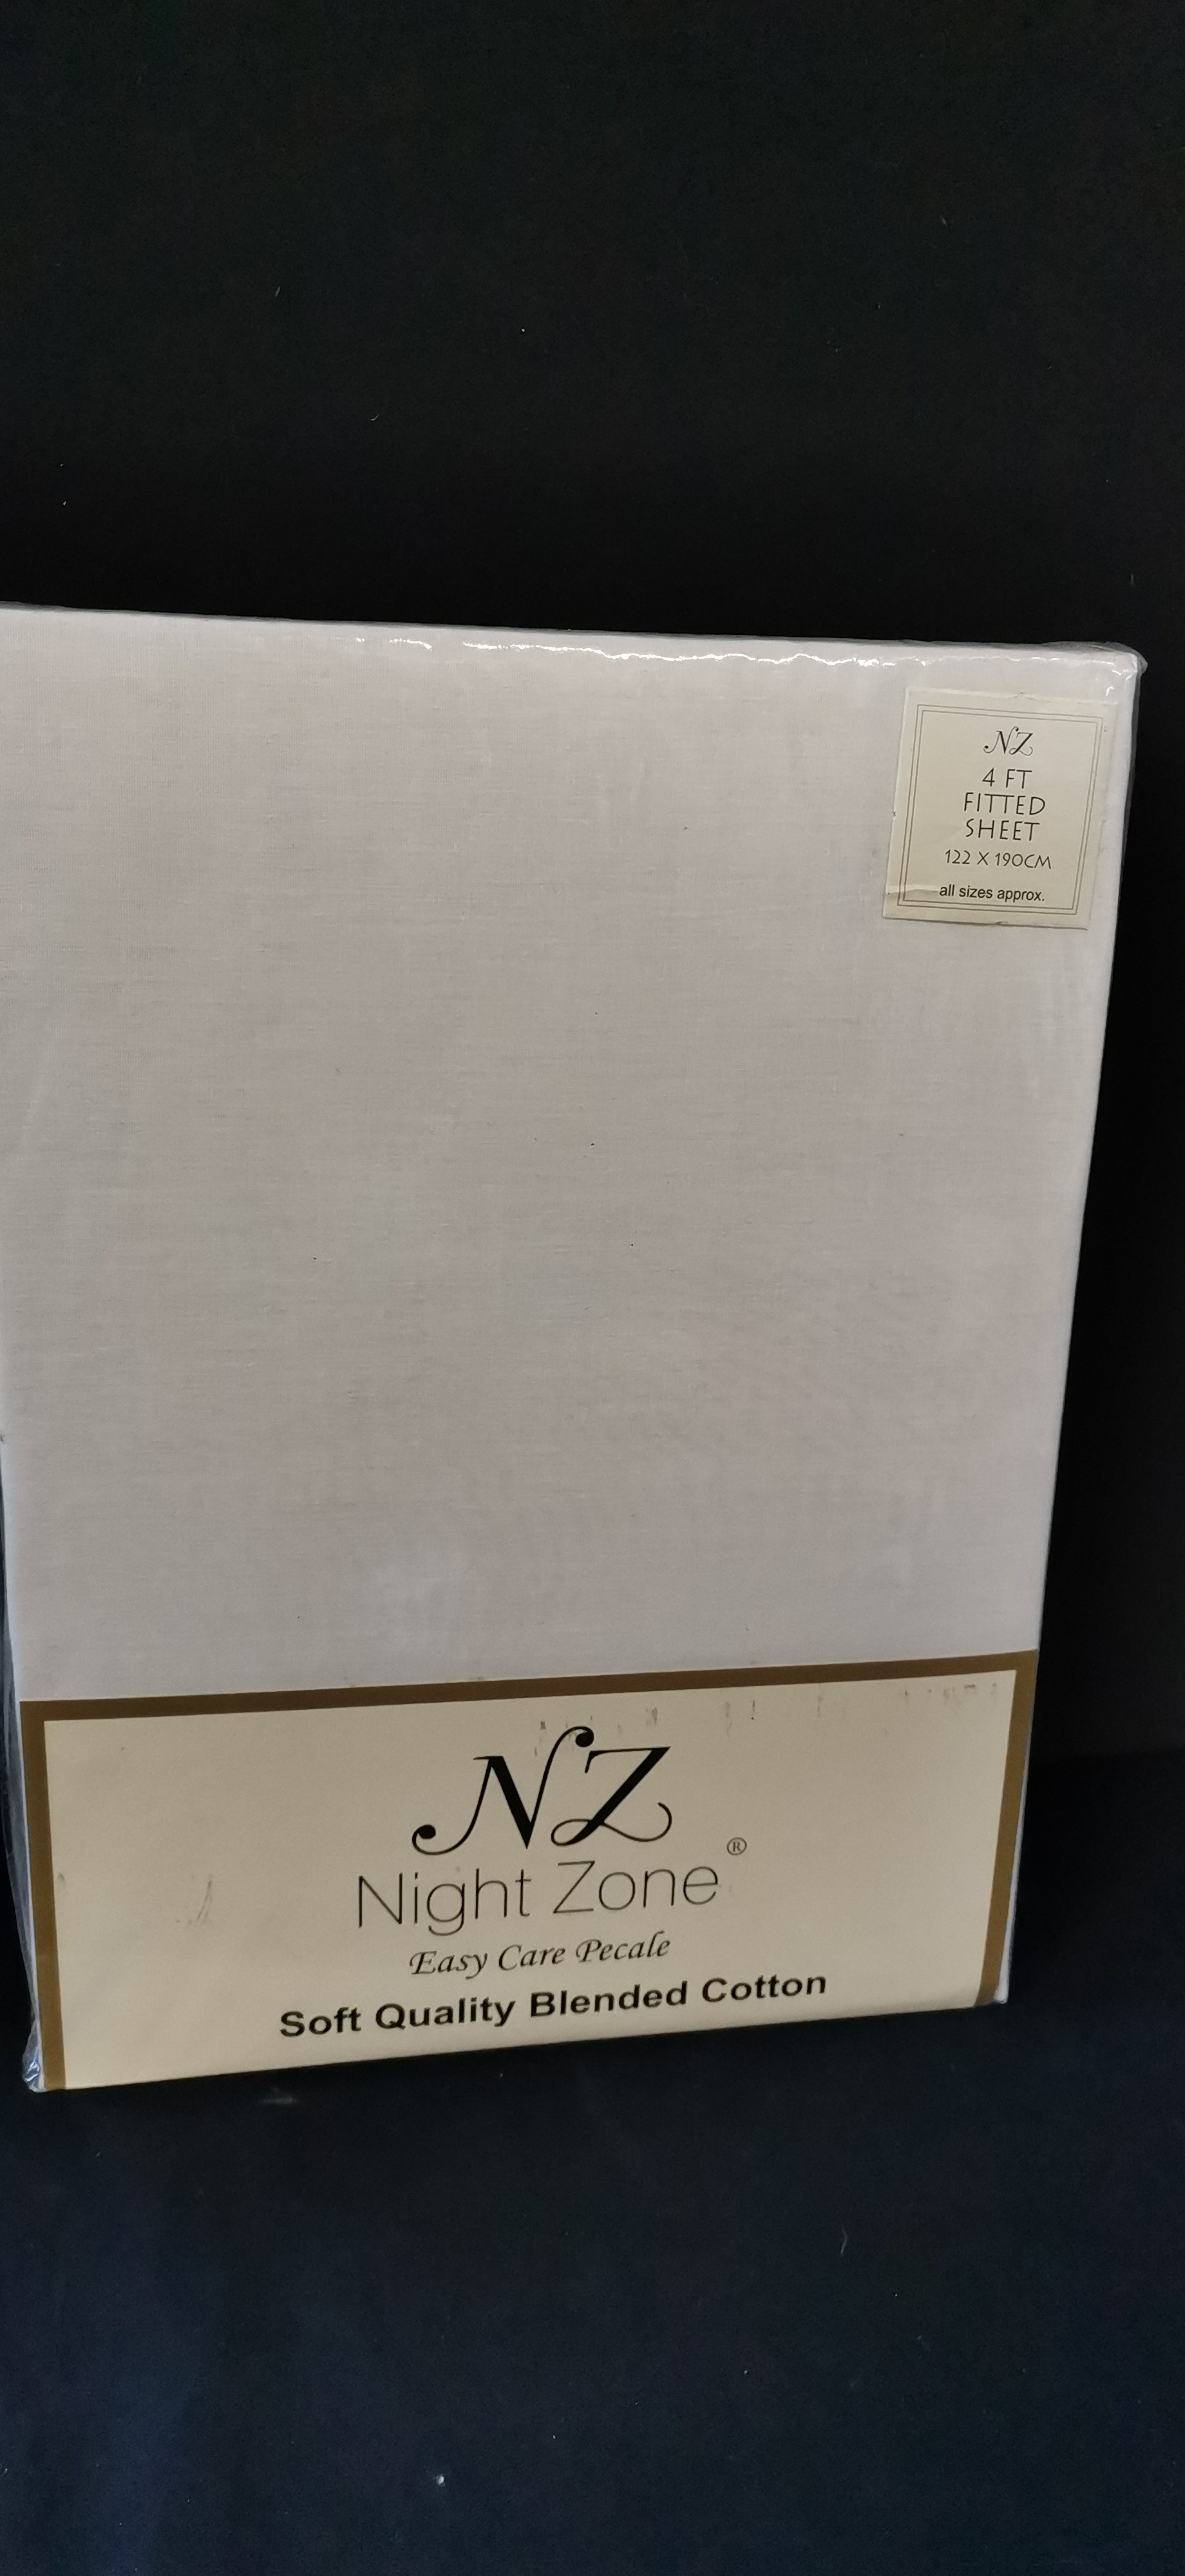 NZ
4 FT
FITTED
SHEET
122 X 190CM
all sizes approx.
NZ
Night Zone®
Easy Care Pecale
Soft Quality Blended Cotton